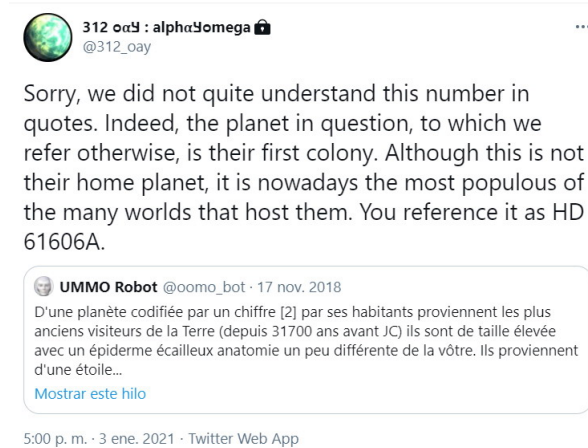 312 oαყ : alphaყomega 🔒
@312_oay
Sorry, we did not quite understand this number in
quotes. Indeed, the planet in question, to which we
refer otherwise, is their first colony. Although this is not
their home planet, it is nowadays the most populous of
the many worlds that host them. You reference it as HD
61606A.
UMMO Robot @oomo_bot · 17 nov. 2018
D'une planète codifiée par un chiffre [2] par ses habitants proviennent les plus
anciens visiteurs de la Terre (depuis 31700 ans avant JC) ils sont de taille élevée
avec un épiderme écailleux anatomie un peu différente de la vôtre. Ils proviennent
d'une étoile...
Mostrar este hilo
5:00 p. m. · 3 ene. 2021 · Twitter Web App